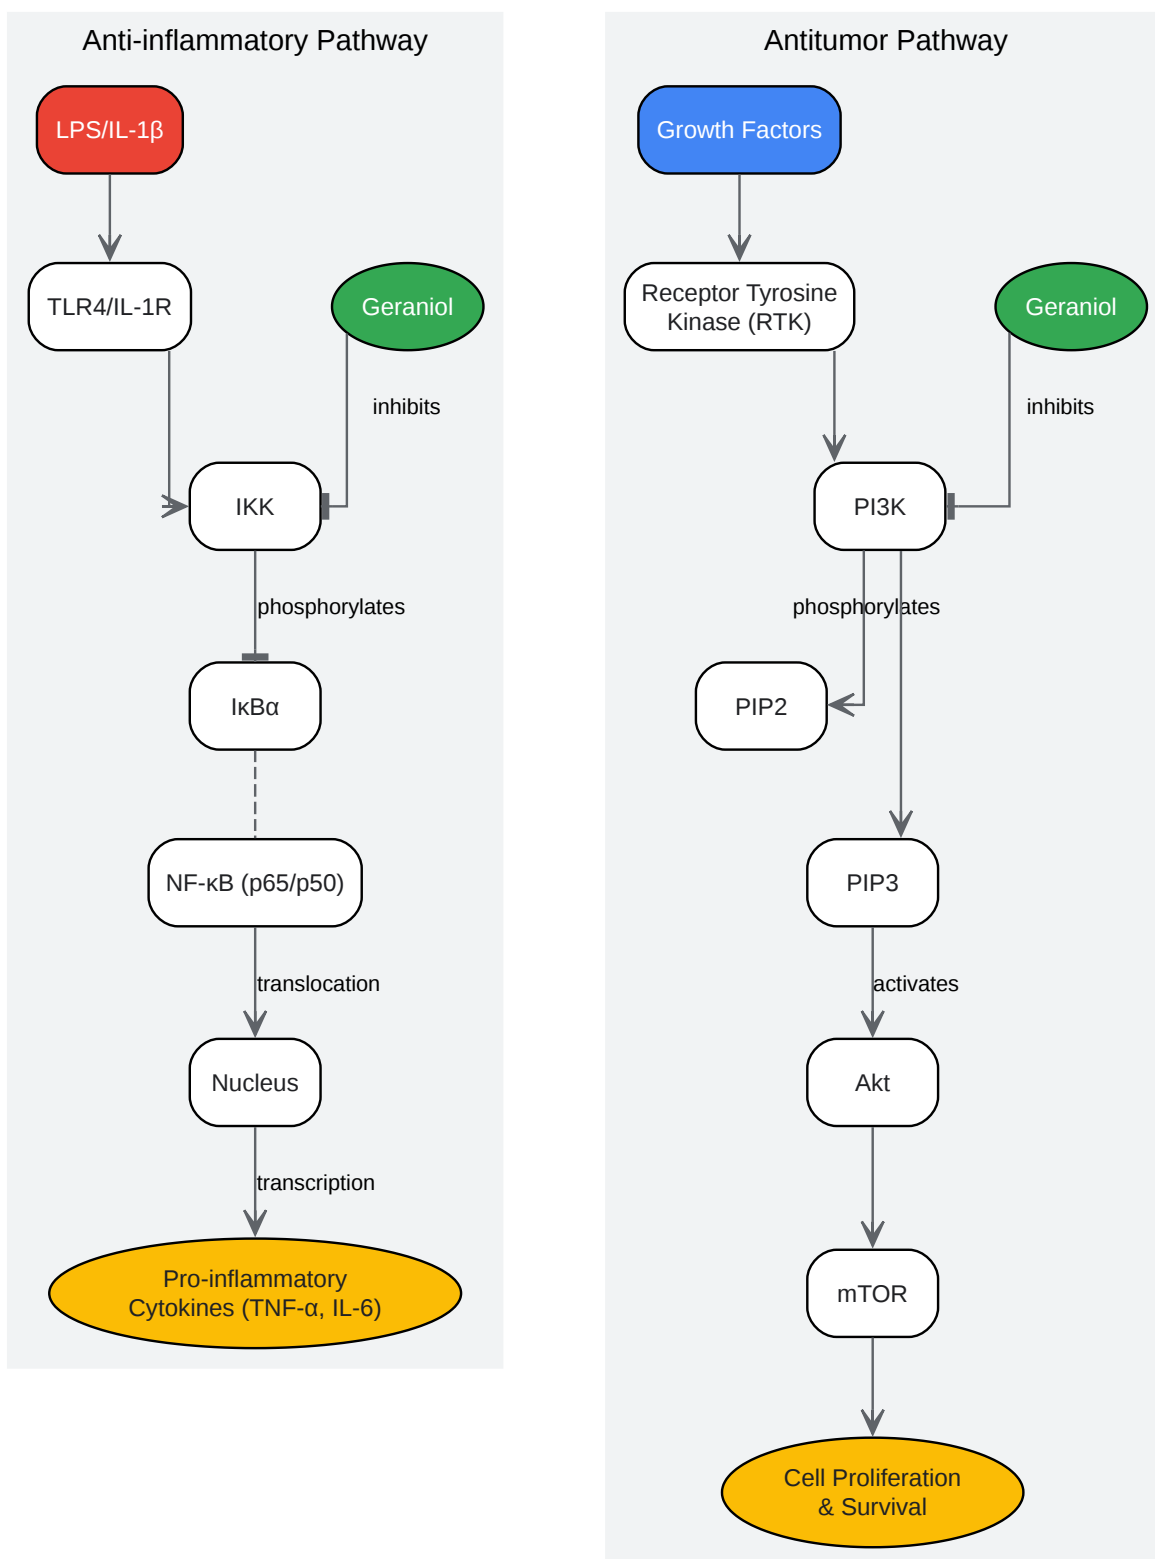 Anti-inflammatory Pathway
LPS/IL-1β
TLR4/IL-1R
Geraniol
inhibits
IKK
phosphorylates
IκBα
NF-κB (p65/p50)
translocation
Nucleus
transcription
Pro-inflammatory
Cytokines (TNF-α, IL-6)
Antitumor Pathway
Growth Factors
Receptor Tyrosine
Kinase (RTK)
Geraniol
inhibits
PI3K
phosphorylates
PIP2
PIP3
activates
Akt
mTOR
Cell Proliferation
& Survival